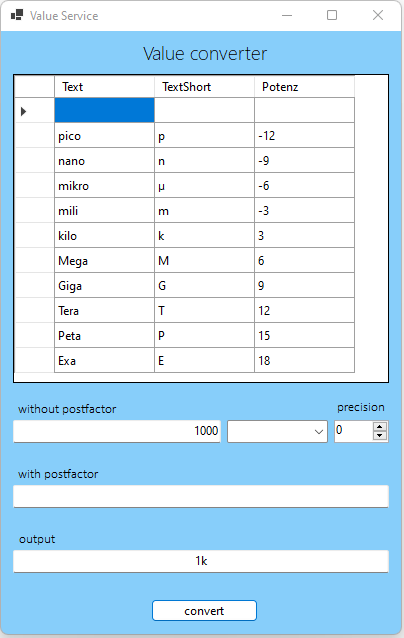 Value Service
Value converter
Text TextShort Potenz
pico p -12
nano n -9
mikro µ -6
mili m -3
kilo k 3
Mega M 6
Giga G 9
Tera T 12
Peta P 15
Exa E 18
without postfactor precision
1000 0
with postfactor
output
1k
convert